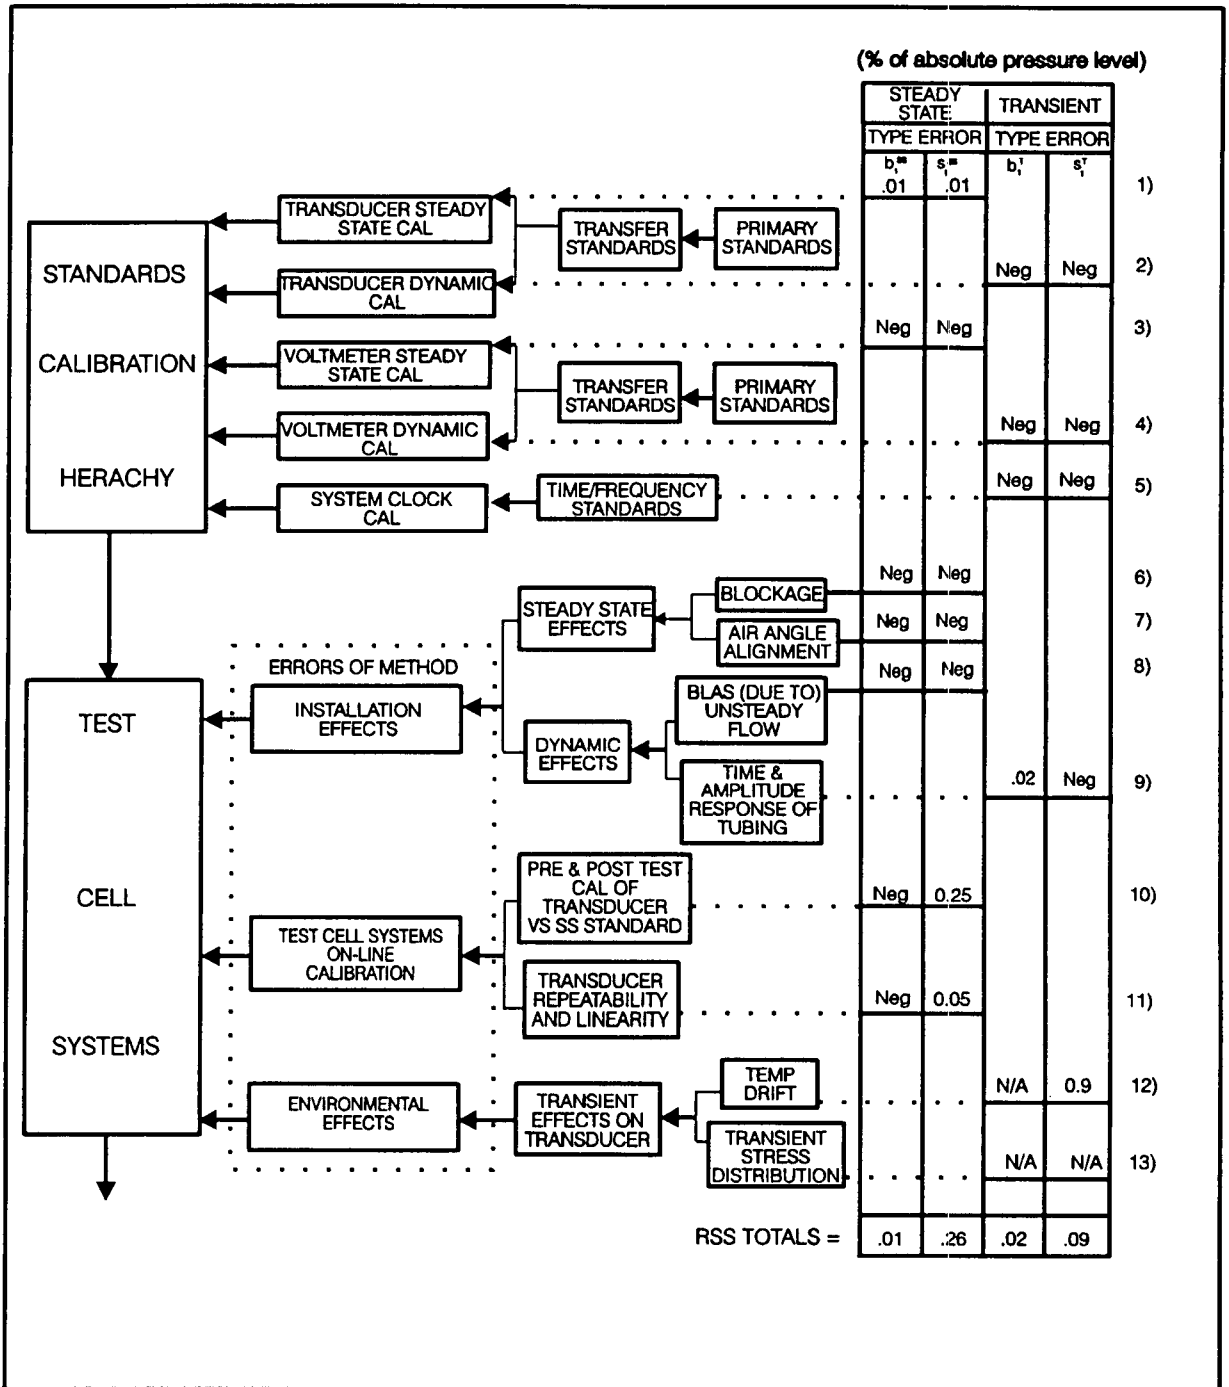 (% of absolute pressure level)
STEADY STATE
TRANSIENT
TYPE ERROR
TYPE ERROR
.01
.01
1)
TRANSDUCER STEADY
STATE CAL
TRANSFER
STANDARDS
PRIMARY
STANDARDS
STANDARDS
TRANSDUCER DYNAMIC
CAL
Neg
Neg
2)
Neg
Neg
3)
CALIBRATION
VOLTMETER STEADY
STATE CAL
TRANSFER
STANDARDS
PRIMARY
STANDARDS
VOLTMETER DYNAMIC
CAL
Neg
Neg
4)
HERACHY
SYSTEM CLOCK
CAL
TIME/FREQUENCY
STANDARDS
Neg
Neg
5)
STEADY STATE
EFFECTS
BLOCKAGE
Neg
Neg
6)
AIR ANGLE
ALIGNMENT
Neg
Neg
7)
ERRORS OF METHOD
Neg
Neg
8)
TEST
INSTALLATION
EFFECTS
BLAS (DUE TO)
UNSTEADY
FLOW
DYNAMIC
EFFECTS
TIME &
AMPLITUDE
RESPONSE OF
TUBING
.02
Neg
9)
CELL
PRE & POST TEST
CAL OF
TRANSDUCER
VS SS STANDARD
Neg
0.25
10)
TEST CELL SYSTEMS
ON-LINE
CALIBRATION
TRANSDUCER
REPEATABILITY
AND LINEARITY
Neg
0.05
11)
SYSTEMS
ENVIRONMENTAL
EFFECTS
TRANSIENT
EFFECTS ON
TRANSDUCER
TEMP
DRIFT
N/A
0.9
12)
TRANSIENT
STRESS
DISTRIBUTION
N/A
N/A
13)
RSS TOTALS =
.01
.26
.02
.09